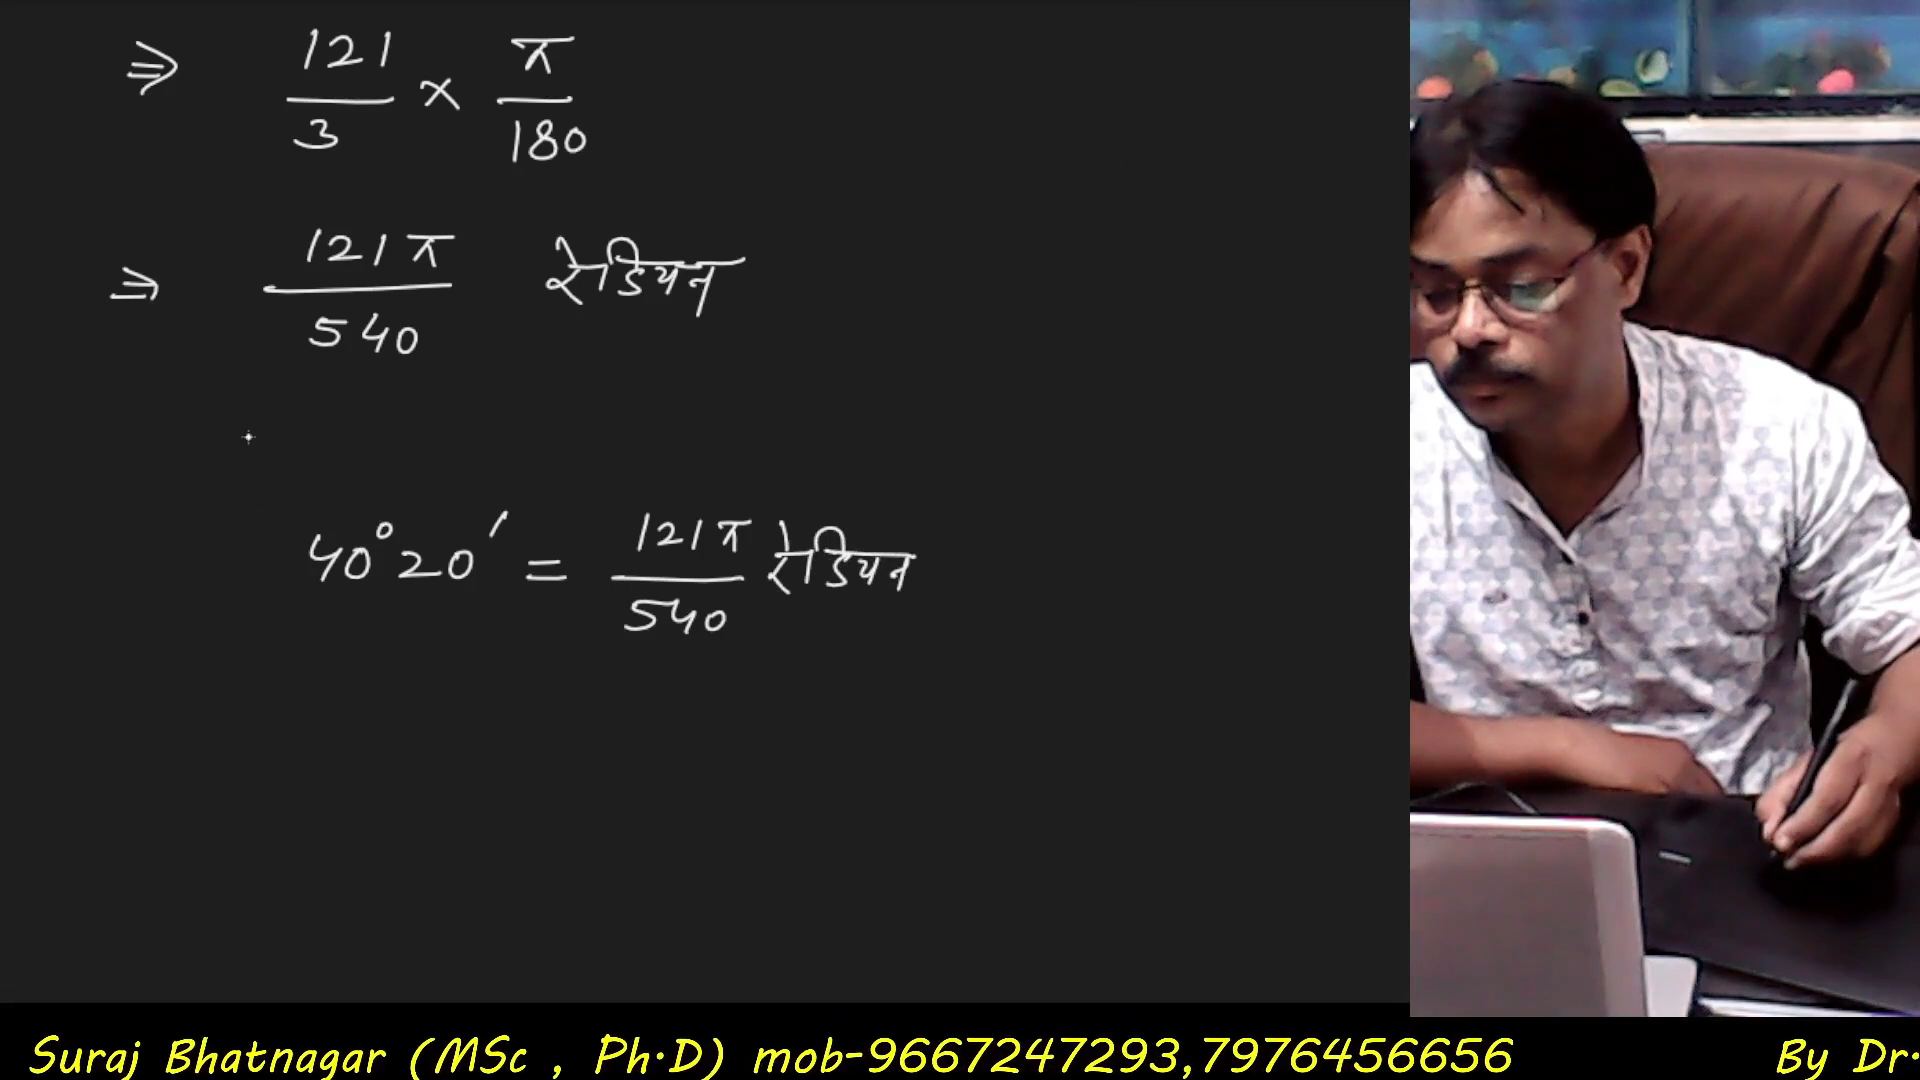 ⇒ 121/3 × π/180
⇒ 121π/540 रेडियन
40°20′ = 121π/540 रेडियन
Suraj Bhatnagar (MSc , Ph.D) mob-9667247293,7976456656 By Dr.